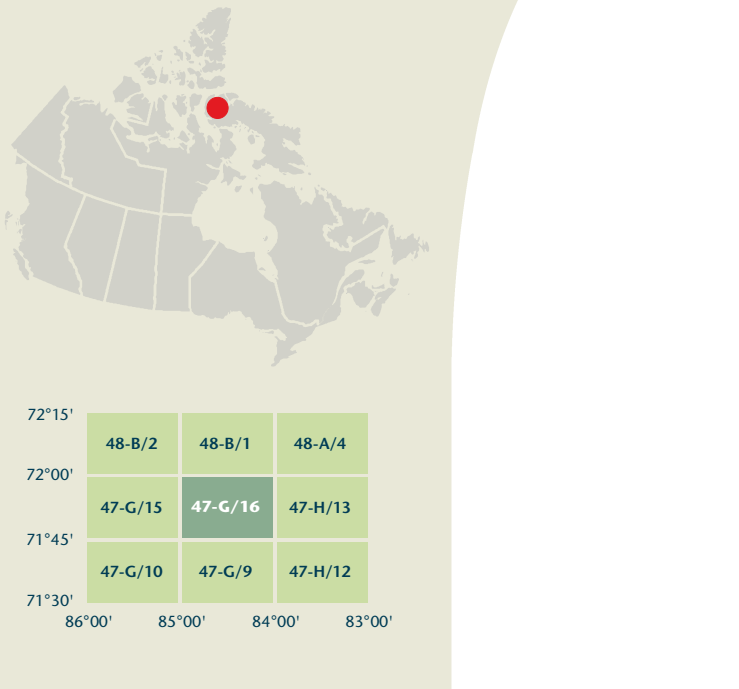 72°15'
48-B/2 48-B/1 48-A/4
72°00'
47-G/15 47-G/16 47-H/13
71°45'
47-G/10 47-G/9 47-H/12
71°30'
86°00' 85°00' 84°00' 83°00'